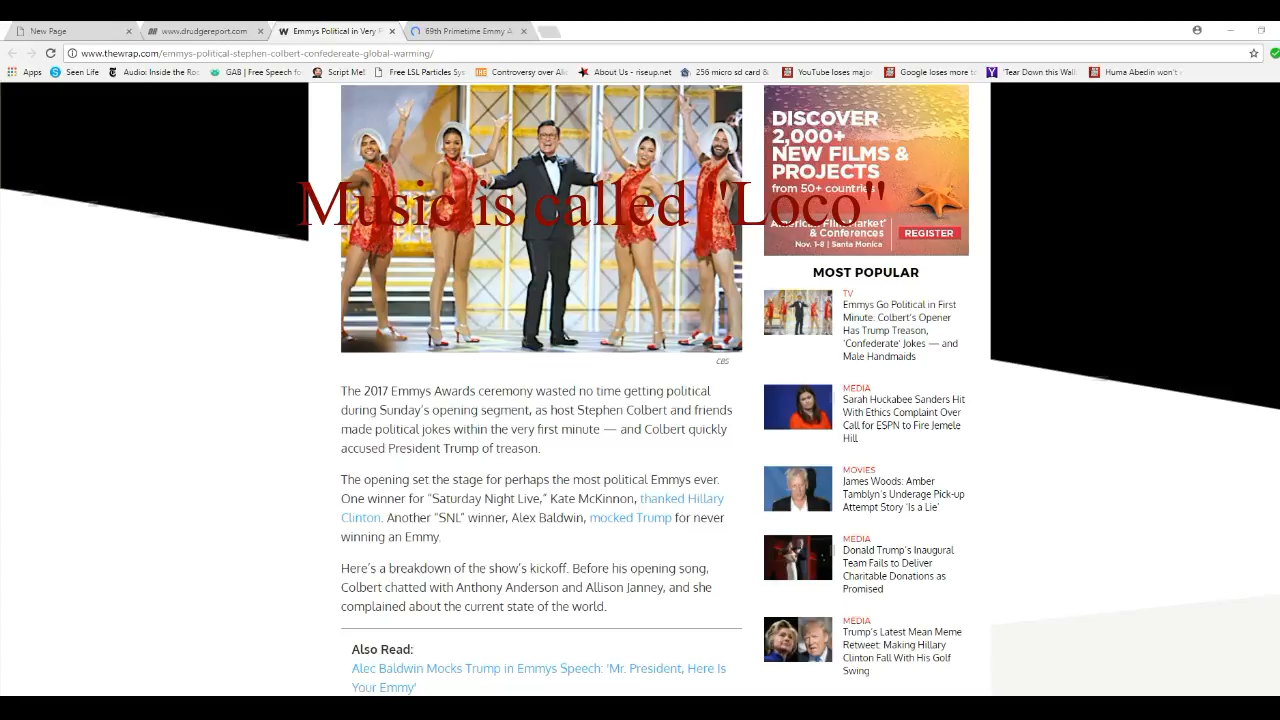 New Page
www.drudgereport.com
Emmys Political in Very F
69th Primetime Emmy A
www.thewrap.com/emmys-political-stephen-colbert-confedereate-global-warming/
Apps
Seen Life
Audio: Inside the Ro
GAB | Free Speech fo
Script Me!
Free LSL Particles Sys
Controversy over Al
About Us - riseup.net
256 micro sd card &
YouTube loses major
Google loses more t
'Tear Down this Wall
Huma Abedin won't
DISCOVER
2,000+
NEW FILMS &
PROJECTS
from 50+ countries
Music is called "Loco"
American Film Market®
& Conferences
REGISTER
Nov. 1-8 | Santa Monica
MOST POPULAR
TV
Emmys Go Political in First
Minute: Colbert's Opener
Has Trump Treason,
'Confederate' Jokes — and
Male Handmaids
CBS
The 2017 Emmys Awards ceremony wasted no time getting political
during Sunday's opening segment, as host Stephen Colbert and friends
made political jokes within the very first minute — and Colbert quickly
accused President Trump of treason.
MEDIA
Sarah Huckabee Sanders Hit
With Ethics Complaint Over
Call for ESPN to Fire Jemele
Hill
The opening set the stage for perhaps the most political Emmys ever.
One winner for “Saturday Night Live,” Kate McKinnon, thanked Hillary
Clinton. Another “SNL” winner, Alex Baldwin, mocked Trump for never
winning an Emmy.
MOVIES
James Woods: Amber
Tamblyn's Underage Pick-up
Attempt Story 'Is a Lie'
MEDIA
Donald Trump's Inaugural
Team Fails to Deliver
Charitable Donations as
Promised
Here's a breakdown of the show's kickoff. Before his opening song,
Colbert chatted with Anthony Anderson and Allison Janney, and she
complained about the current state of the world.
MEDIA
Trump's Latest Mean Meme
Retweet: Making Hillary
Clinton Fall With His Golf
Swing
Also Read:
Alec Baldwin Mocks Trump in Emmys Speech: 'Mr. President, Here Is
Your Emmy'